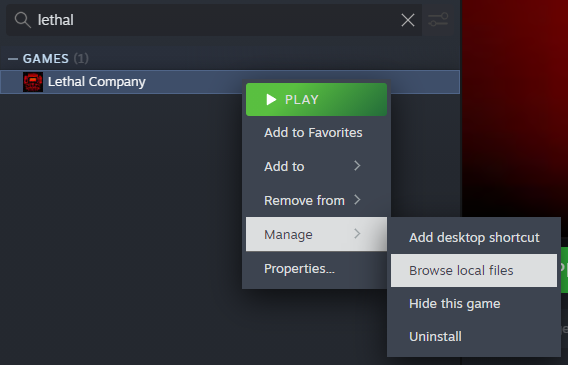 lethal
GAMES (1)
Lethal Company
PLAY
Add to Favorites
Add to
Remove from
Manage
Properties...
Add desktop shortcut
Browse local files
Hide this game
Uninstall